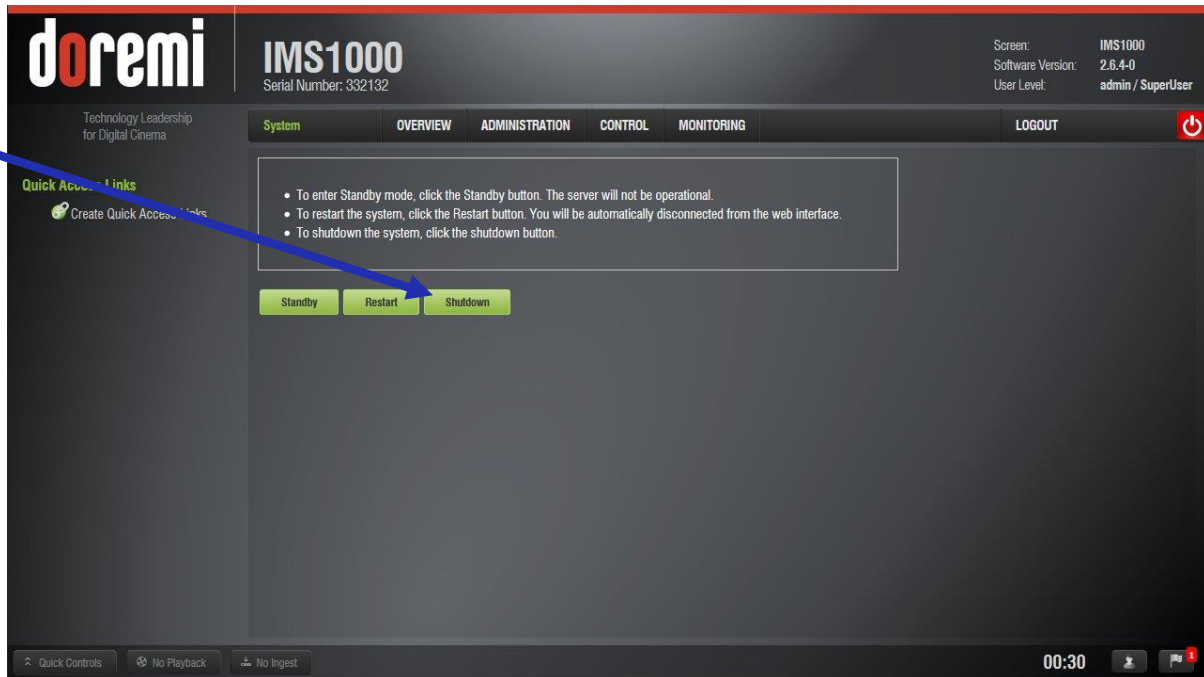 doremi
IMS1000
Serial Number: 332132
Screen: IMS1000
Software Version: 2.6.4-0
User Level: admin / SuperUser
Technology Leadership
for Digital Cinema
System OVERVIEW ADMINISTRATION CONTROL MONITORING LOGOUT
Quick Access Links
Create Quick Access Links
• To enter Standby mode, click the Standby button. The server will not be operational.
• To restart the system, click the Restart button. You will be automatically disconnected from the web interface.
• To shutdown the system, click the shutdown button.
Standby Restart Shutdown
Quick Controls No Playback No Ingest 00:30 1